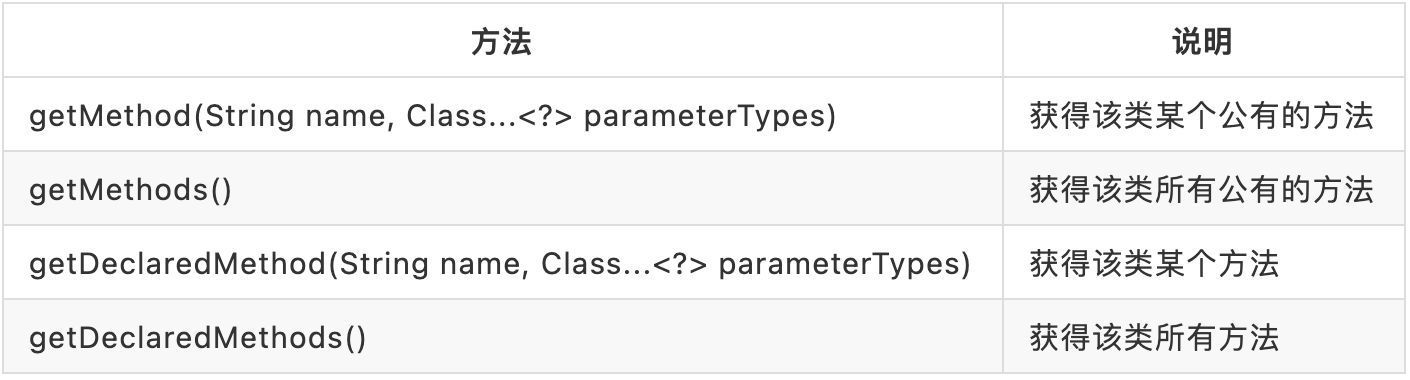 方法 说明
getMethod(String name, Class...<?> parameterTypes) 获得该类某个公有的方法
getMethods() 获得该类所有公有的方法
getDeclaredMethod(String name, Class...<?> parameterTypes) 获得该类某个方法
getDeclaredMethods() 获得该类所有方法